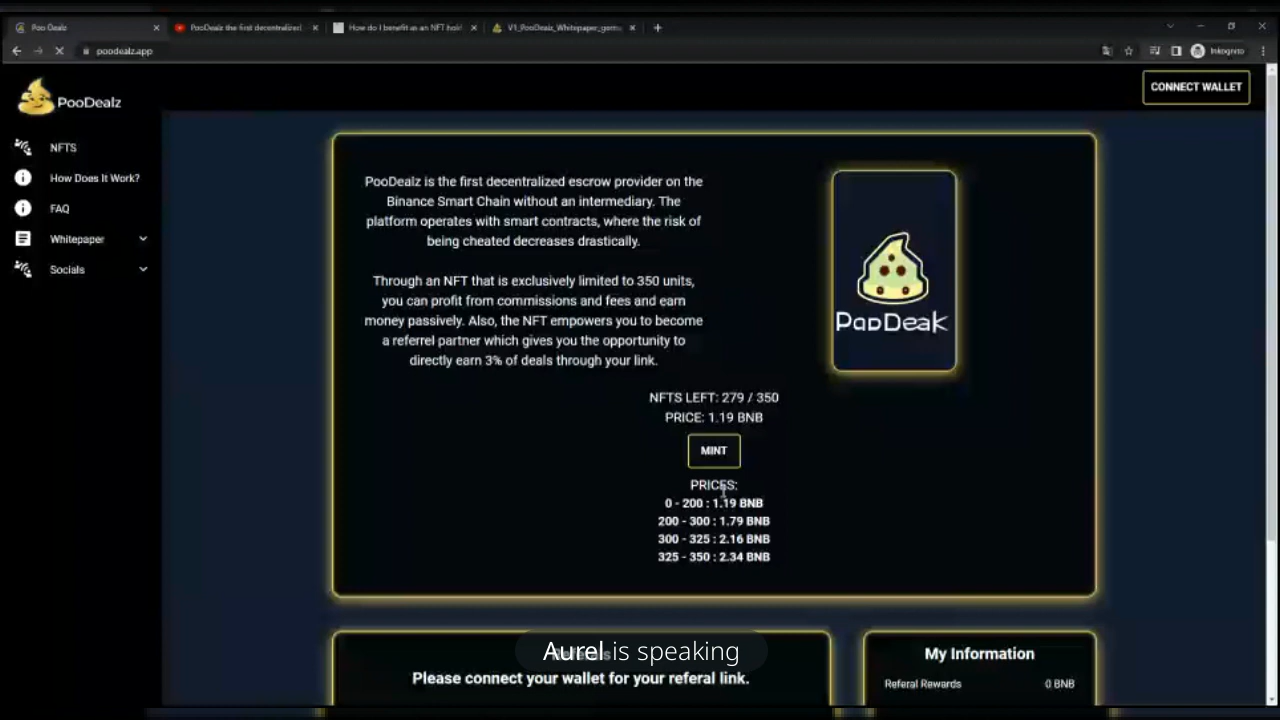 Poo Dealz
PooDealz the first decentralized
How do I benefit as an NFT hol
V1_PooDealz_Whitepaper_germ
poodealz.app
Inkognito
PooDealz
CONNECT WALLET
NFTS
How Does It Work?
FAQ
Whitepaper
Socials
PooDealz is the first decentralized escrow provider on the
Binance Smart Chain without an intermediary. The
platform operates with smart contracts, where the risk of
being cheated decreases drastically.
Through an NFT that is exclusively limited to 350 units,
you can profit from commissions and fees and earn
money passively. Also, the NFT empowers you to become
a referrel partner which gives you the opportunity to
directly earn 3% of deals through your link.
PooDealz
NFTS LEFT: 279 / 350
PRICE: 1.19 BNB
MINT
PRICES:
0 - 200 : 1.19 BNB
200 - 300 : 1.79 BNB
300 - 325 : 2.16 BNB
325 - 350 : 2.34 BNB
Aurel is speaking
Please connect your wallet for your referal link.
My Information
Referal Rewards
0 BNB